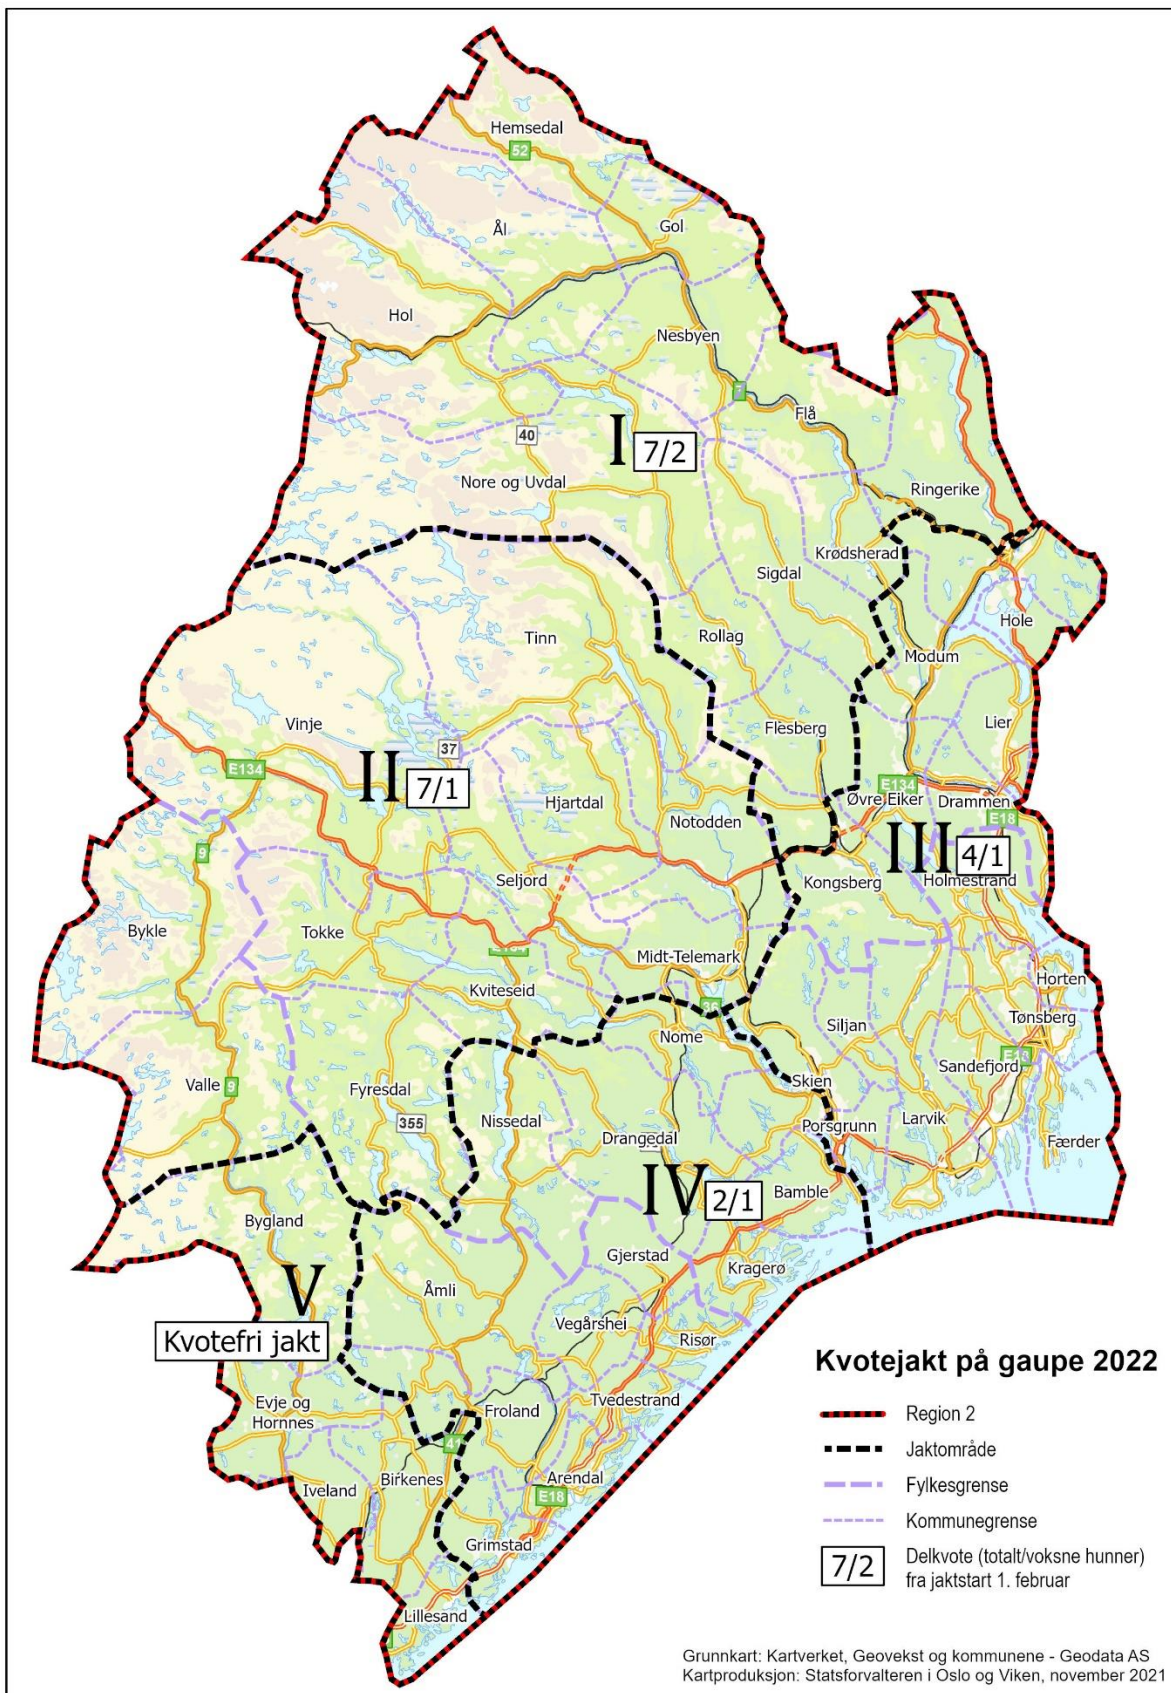 Hemsedal
52
Ål
Gol
Hol
Nesbyen
Flå
40
I
7/2
Nore og Uvdal
Ringerike
Krødsherad
Sigdal
Hole
Tinn
Rollag
Modum
Vinje
Flesberg
Lier
37
E134
II
7/1
E134
Hjartdal
Øvre Eiker
Drammen
Notodden
E18
9
III
4/1
Seljord
Kongsberg
Holmestrand
Bykle
Tokke
Midt-Telemark
Kviteseid
Horten
36
Tønsberg
Siljan
Nome
Sandefjord
Valle
9
Fyresdal
Skien
355
Nissedal
Larvik
Porsgrunn
Drangedal
Færder
IV
2/1
Bamble
Bygland
Gjerstad
Kragerø
V
Åmli
Vegårshei
Kvotefri jakt
Risør
Evje og
Hornnes
Tvedestrand
Froland
41
Birkenes
Arendal
Iveland
E18
Grimstad
Lillesand
Kvotejakt på gaupe 2022
Region 2
Jaktområde
Fylkesgrense
Kommunegrense
7/2
Delkvote (totalt/voksne hunner)
fra jaktstart 1. februar
Grunnkart: Kartverket, Geovekst og kommunene - Geodata AS
Kartproduksjon: Statsforvalteren i Oslo og Viken, november 2021